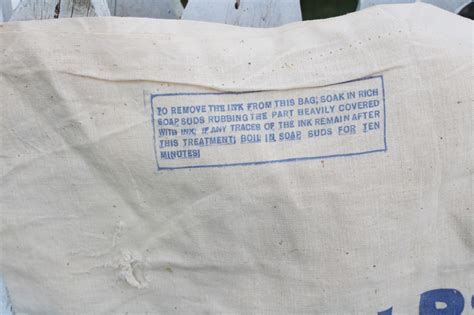 TO REMOVE THE INK FROM THIS BAG; SOAK IN RICH
SOAP SUDS RUBBING THE PART HEAVILY COVERED
WITH INK; IF ANY TRACES OF THE INK REMAIN AFTER
THIS TREATMENT; BOIL IN SOAP SUDS FOR TEN
MINUTES;